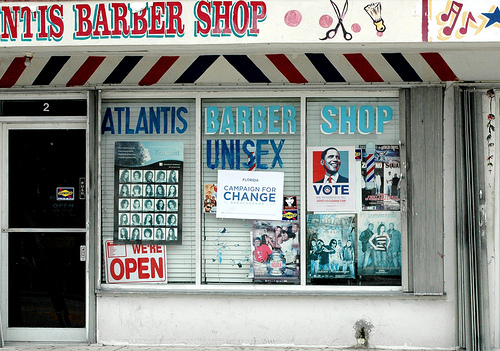 NTIS BARBER SHOP
2
ATLANTIS BARBER SHOP
UNISEX
FLORIDA
CAMPAIGN FOR
CHANGE
VOTE
WE'RE
OPEN